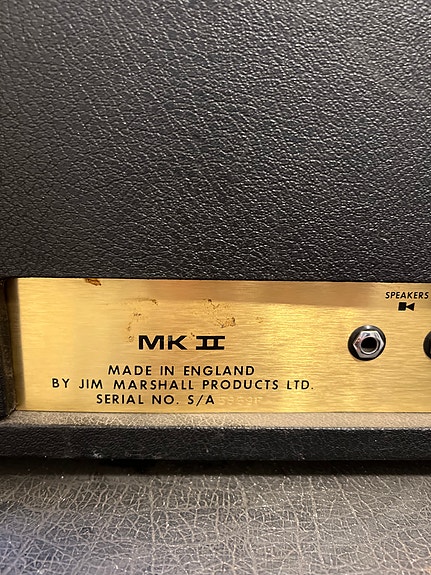 SPEAKERS
MK II
MADE IN ENGLAND
BY JIM MARSHALL PRODUCTS LTD.
SERIAL NO. S/A